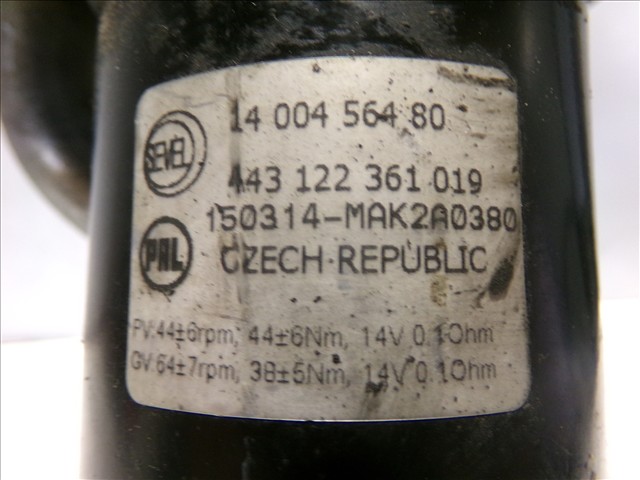 14 004 564 80
SEVEL
443 122 361 019
150314-MAK2A0380
PAL
CZECH REPUBLIC
PV:44±6rpm, 44±6Nm, 14V 0.1Ohm
GV:64±7rpm, 38±5Nm, 14V 0.1Ohm